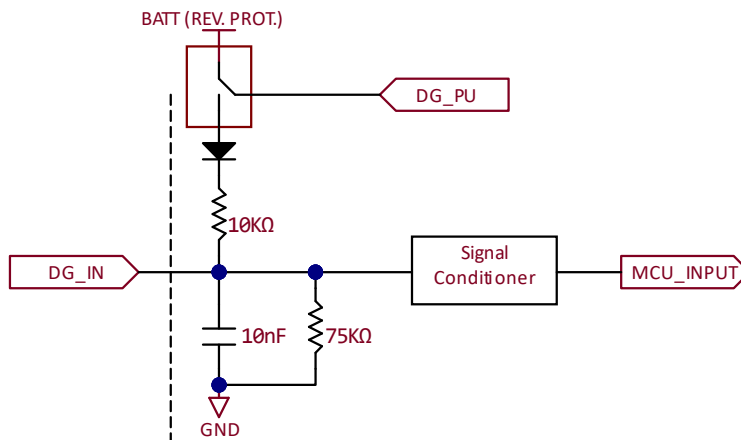 BATT (REV. PROT.)
DG_PU
10KΩ
DG_IN
Signal
Conditioner
MCU_INPUT
10nF
75KΩ
GND